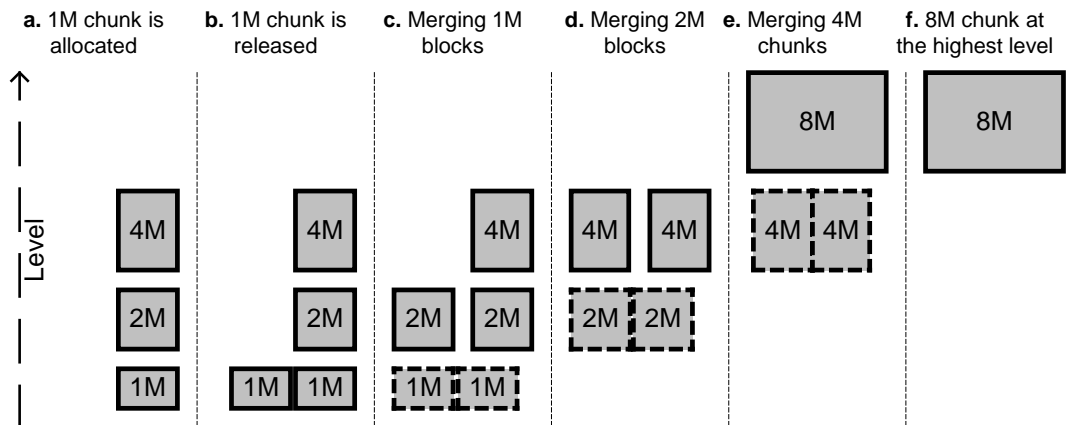 a. 1M chunk is
allocated
b. 1M chunk is
released
c. Merging 1M
blocks
d. Merging 2M
blocks
e. Merging 4M
chunks
f. 8M chunk at
the highest level
Level
8M
8M
4M
4M
4M
4M
4M
4M
4M
2M
2M
2M
2M
2M
2M
1M
1M
1M
1M
1M